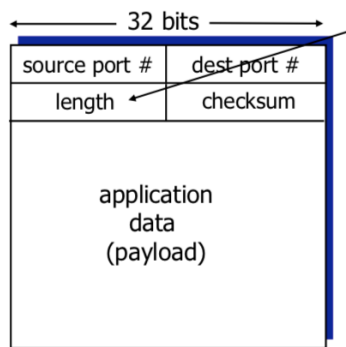 32 bits
source port # dest port #
length checksum
application
data
(payload)